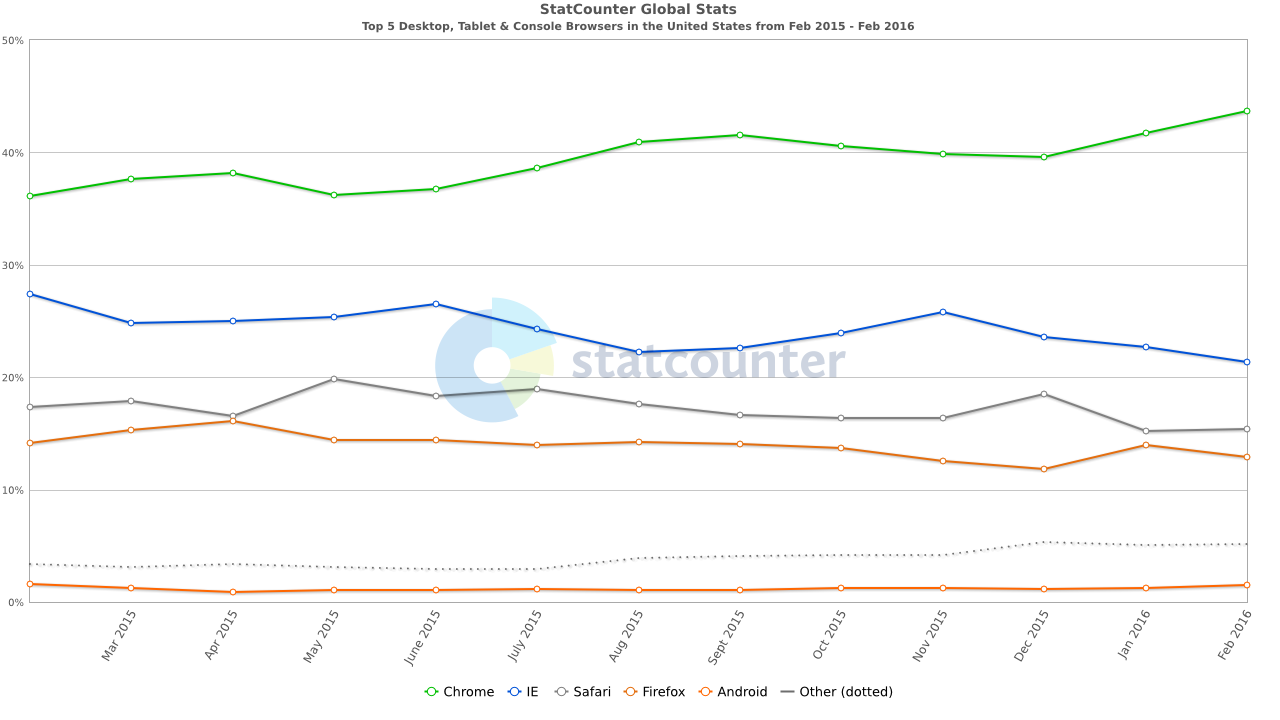 StatCounter Global Stats
Top 5 Desktop, Tablet & Console Browsers in the United States from Feb 2015 - Feb 2016
50%
40%
30%
20%
10%
0%
statcounter
Mar 2015
Apr 2015
May 2015
June 2015
July 2015
Aug 2015
Sept 2015
Oct 2015
Nov 2015
Dec 2015
Jan 2016
Feb 2016
Chrome IE Safari Firefox Android Other (dotted)